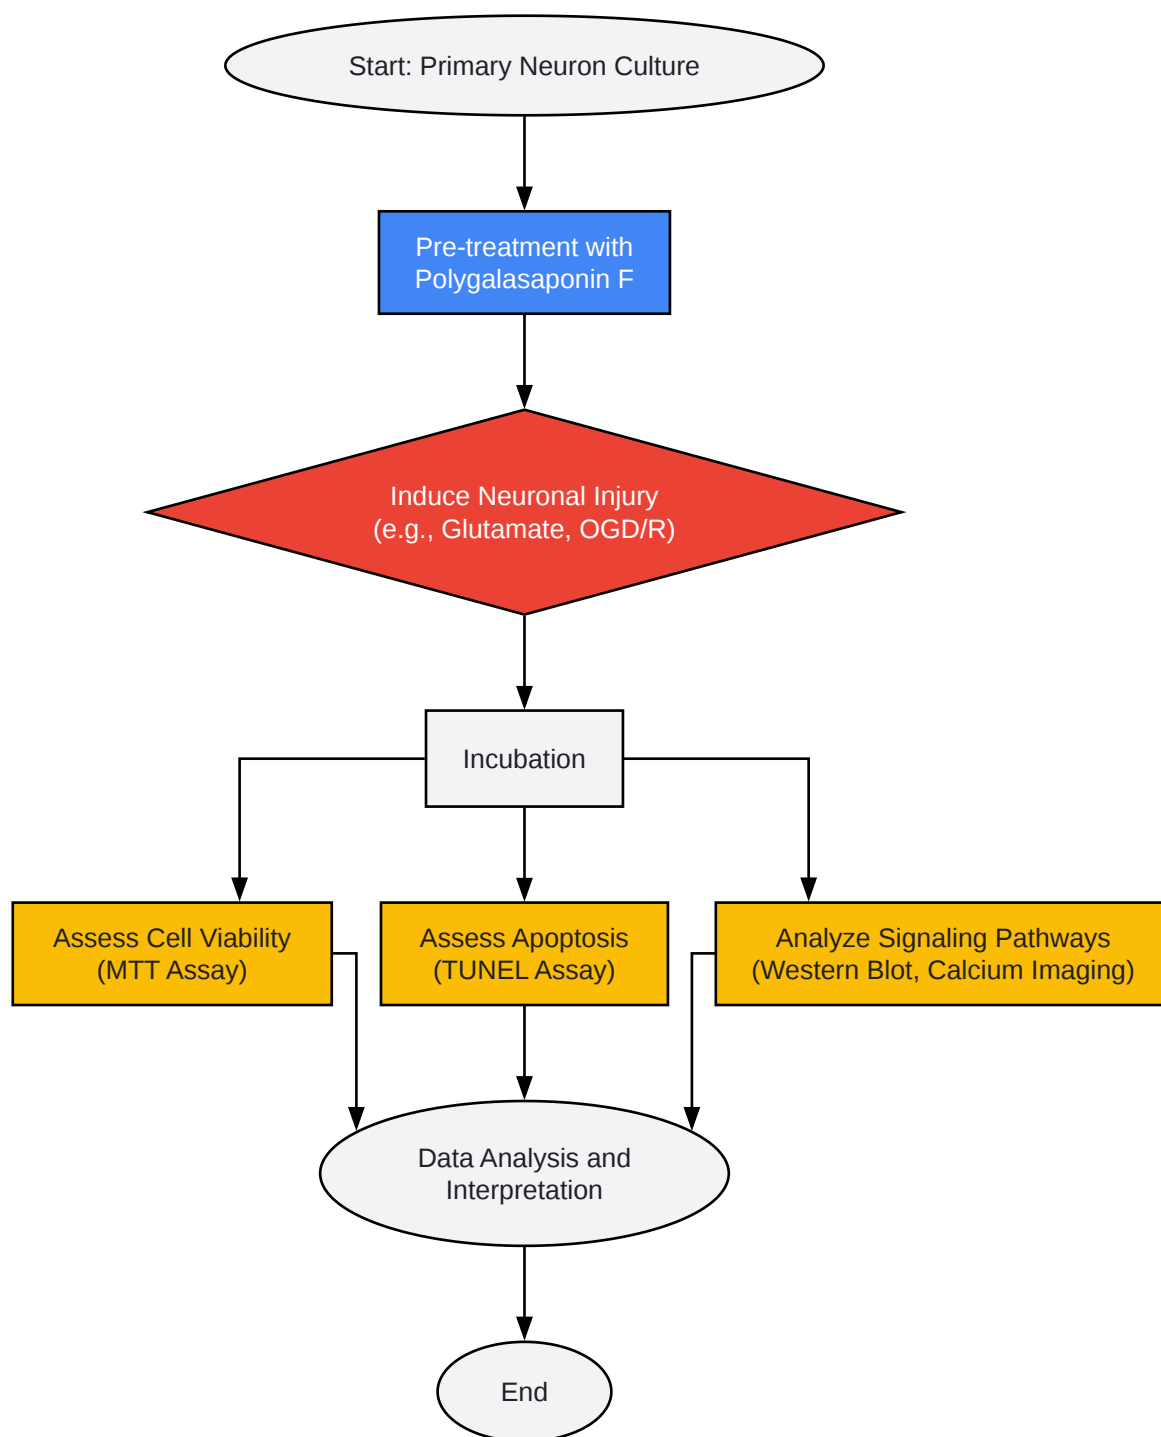 Start: Primary Neuron Culture
Pre-treatment with
Polygalasaponin F
Induce Neuronal Injury
(e.g., Glutamate, OGD/R)
Incubation
Assess Cell Viability
(MTT Assay)
Assess Apoptosis
(TUNEL Assay)
Analyze Signaling Pathways
(Western Blot, Calcium Imaging)
Data Analysis and
Interpretation
End